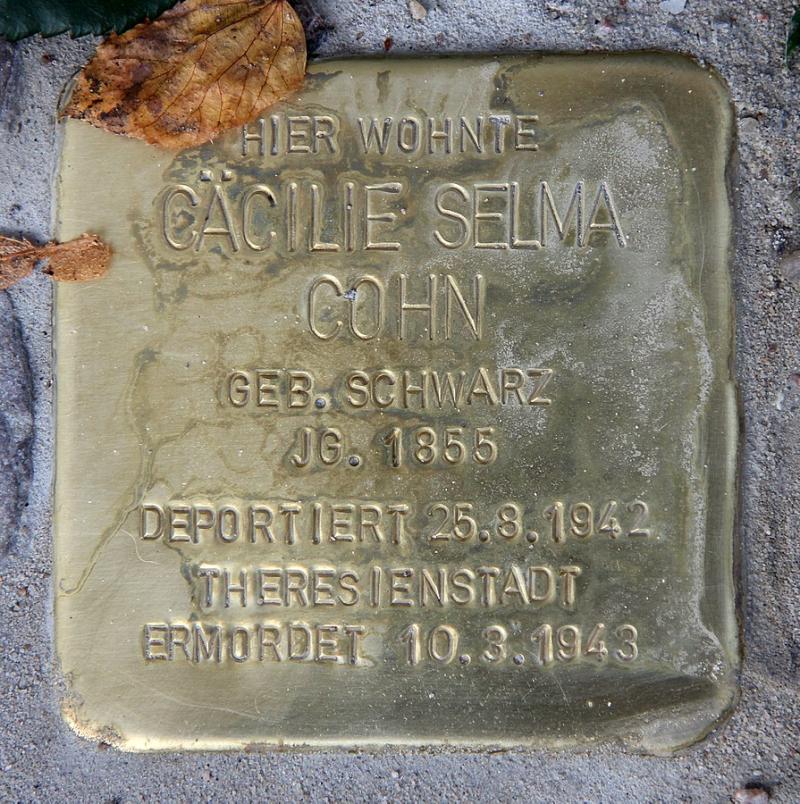 HIER WOHNTE
CÄCILIE SELMA
COHN
GEB. SCHWARZ
JG. 1855
DEPORTIERT 25.8.1942
THERESIENSTADT
ERMORDET 10.3.1943